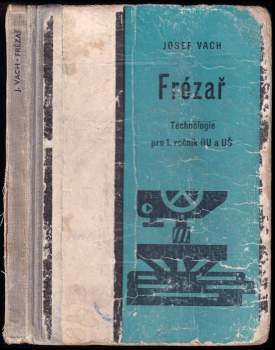 J. VACH • FRÉZAŘ
JOSEF VACH
Frézař
Technologie
pro 1. ročník OU a UŠ